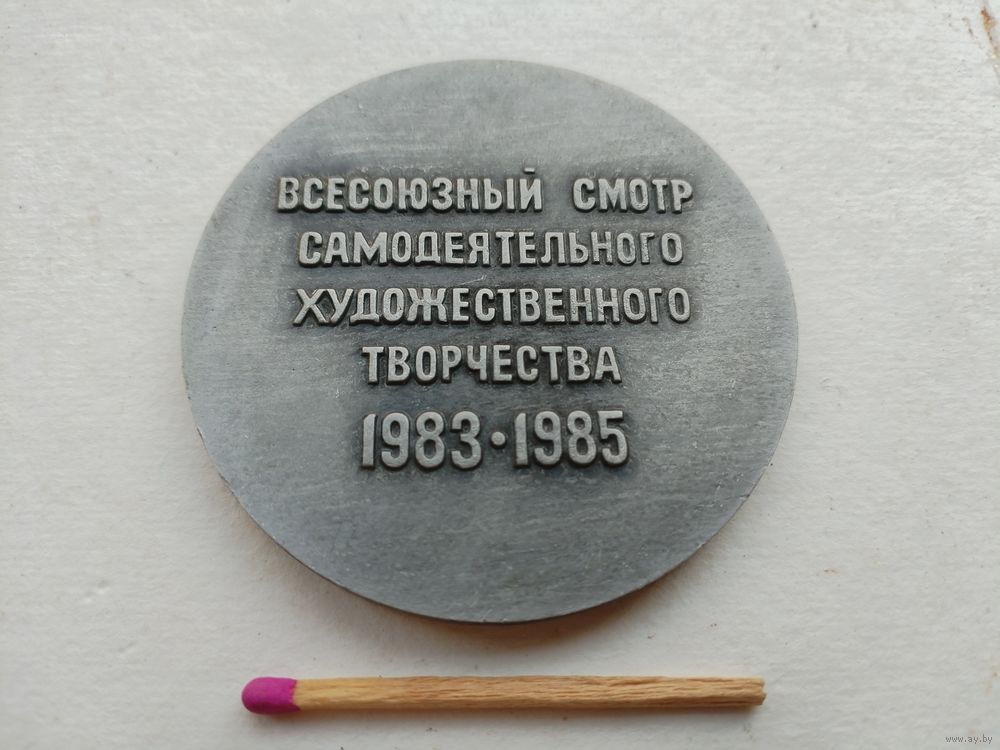 ВСЕСОЮЗНЫЙ СМОТР
САМОДЕЯТЕЛЬНОГО
ХУДОЖЕСТВЕННОГО
ТВОРЧЕСТВА
1983·1985
www.ay.by